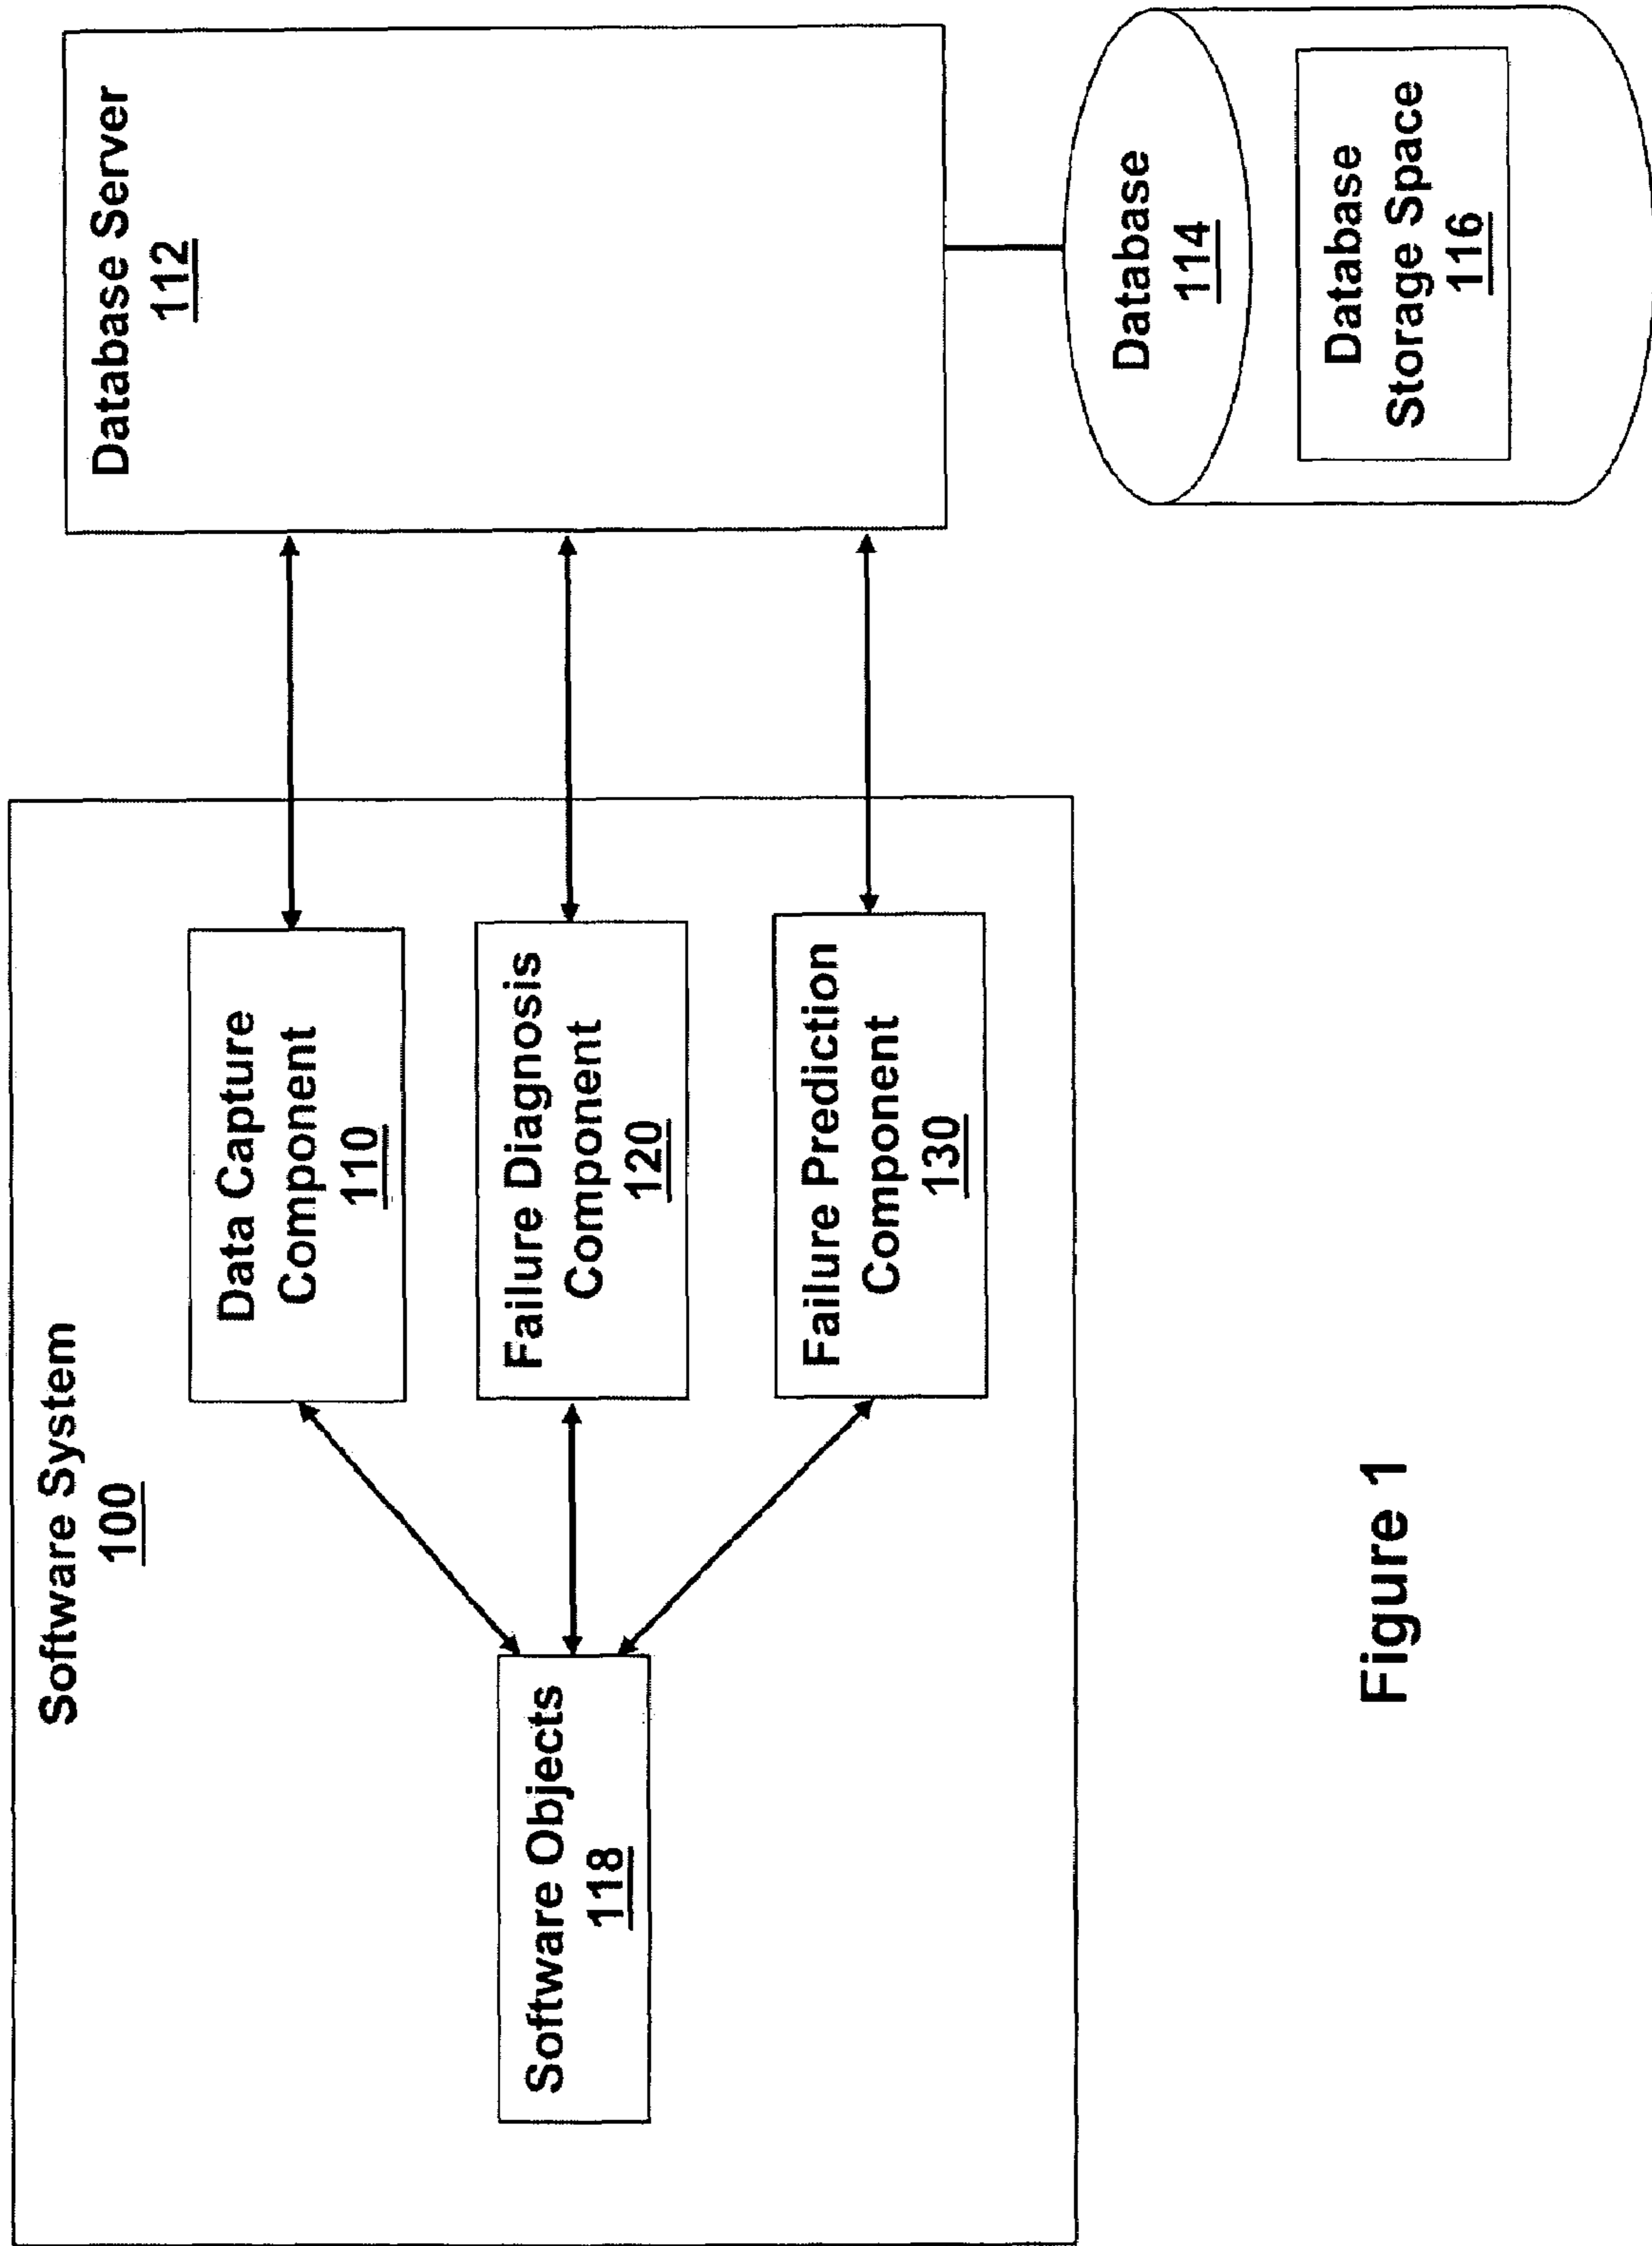 Software System
100
Software Objects
118
Data Capture
Component
110
Failure Diagnosis
Component
120
Failure Prediction
Component
130
Database Server
112
Database
114
Database
Storage Space
116
Figure 1